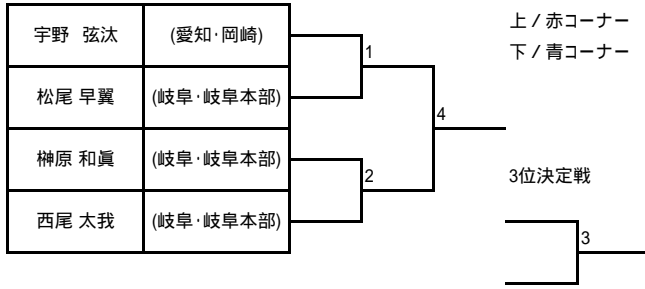 宇野 弦汰 (愛知·岡崎)
松尾 早翼 (岐阜·岐阜本部)
榊原 和眞 (岐阜·岐阜本部)
西尾 太我 (岐阜·岐阜本部)
1
2
4
上 / 赤コーナー
下 / 青コーナー
3位決定戦
3